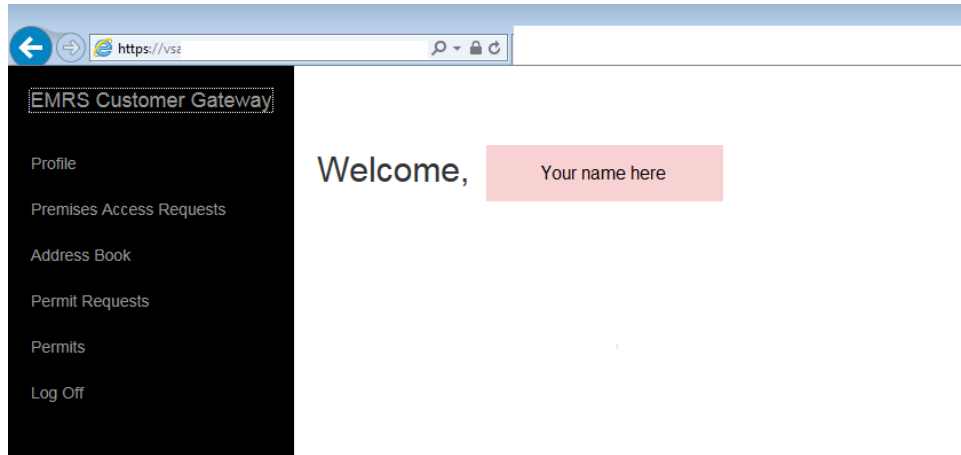 https://vsa
EMRS Customer Gateway
Profile
Premises Access Requests
Address Book
Permit Requests
Permits
Log Off
Welcome,
Your name here